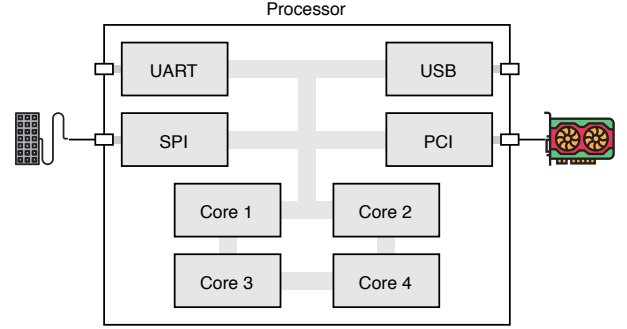 Processor
UART
USB
SPI
PCI
Core 1
Core 2
Core 3
Core 4